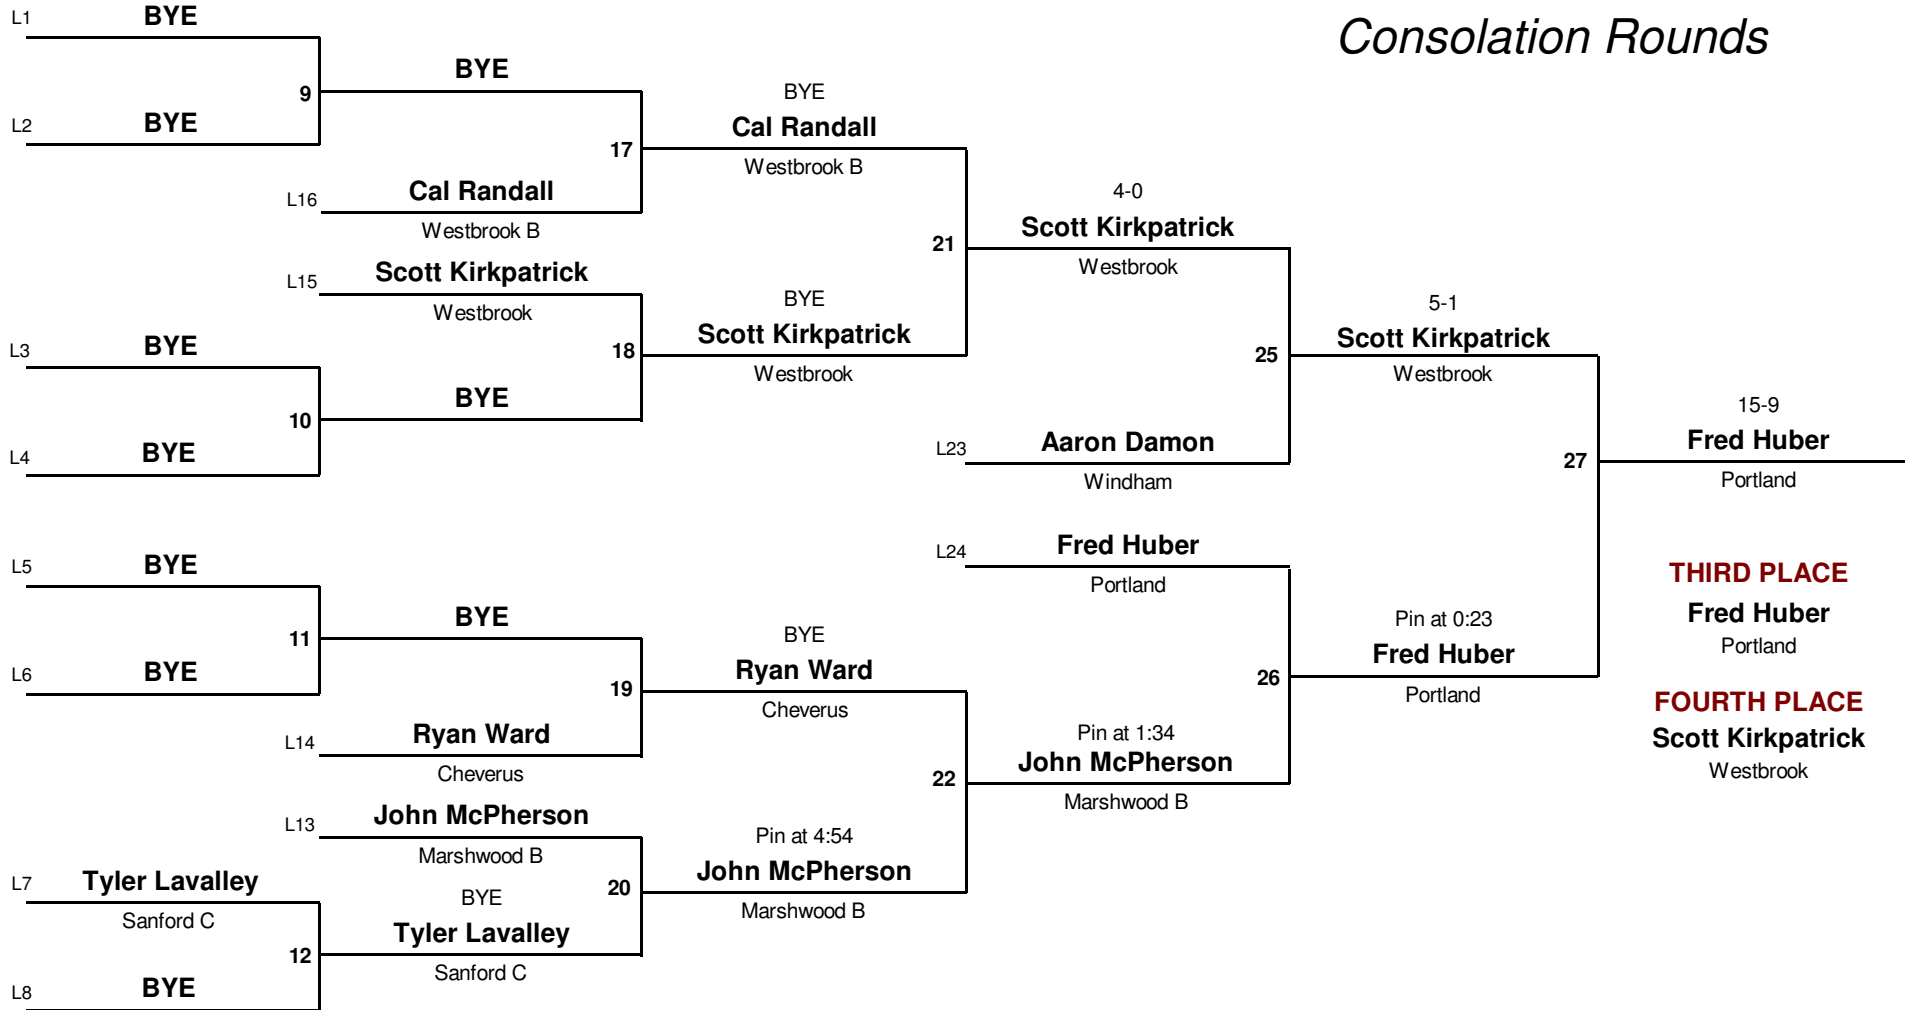 Consolation Rounds
L1
BYE
L2
BYE
9
BYE
L16
Cal Randall
Westbrook B
17
BYE
Cal Randall
Westbrook B
L15
Scott Kirkpatrick
Westbrook
L3
BYE
L4
BYE
10
BYE
18
BYE
Scott Kirkpatrick
Westbrook
21
4-0
Scott Kirkpatrick
Westbrook
L23
Aaron Damon
Windham
25
5-1
Scott Kirkpatrick
Westbrook
L5
BYE
L6
BYE
11
BYE
L14
Ryan Ward
Cheverus
19
BYE
Ryan Ward
Cheverus
L13
John McPherson
Marshwood B
L7
Tyler Lavalley
Sanford C
L8
BYE
12
BYE
Tyler Lavalley
Sanford C
20
Pin at 4:54
John McPherson
Marshwood B
22
Pin at 1:34
John McPherson
Marshwood B
L24
Fred Huber
Portland
26
Pin at 0:23
Fred Huber
Portland
27
15-9
Fred Huber
Portland
THIRD PLACE
Fred Huber
Portland
FOURTH PLACE
Scott Kirkpatrick
Westbrook